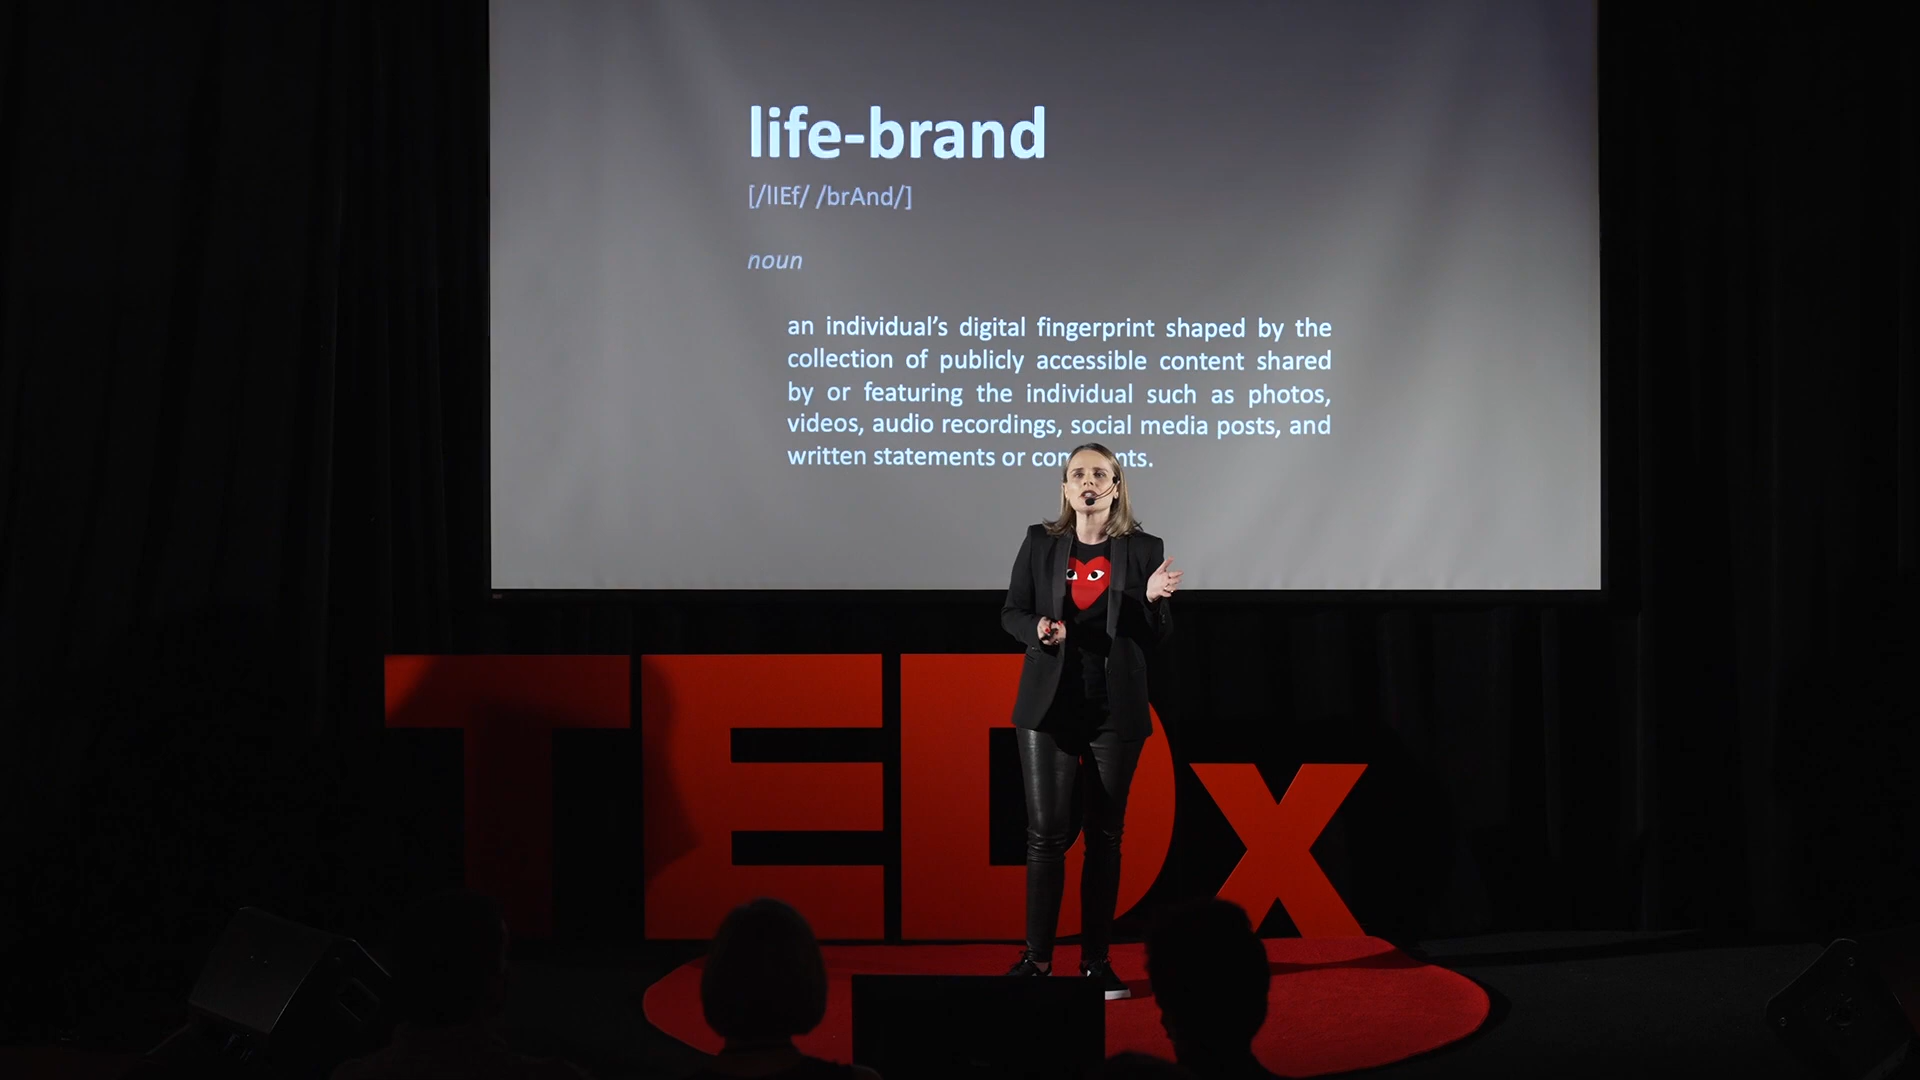 life-brand
[/lIEf/ /brAnd/]
noun
an individual’s digital fingerprint shaped by the
collection of publicly accessible content shared
by or featuring the individual such as photos,
videos, audio recordings, social media posts, and
written statements or
TEDx